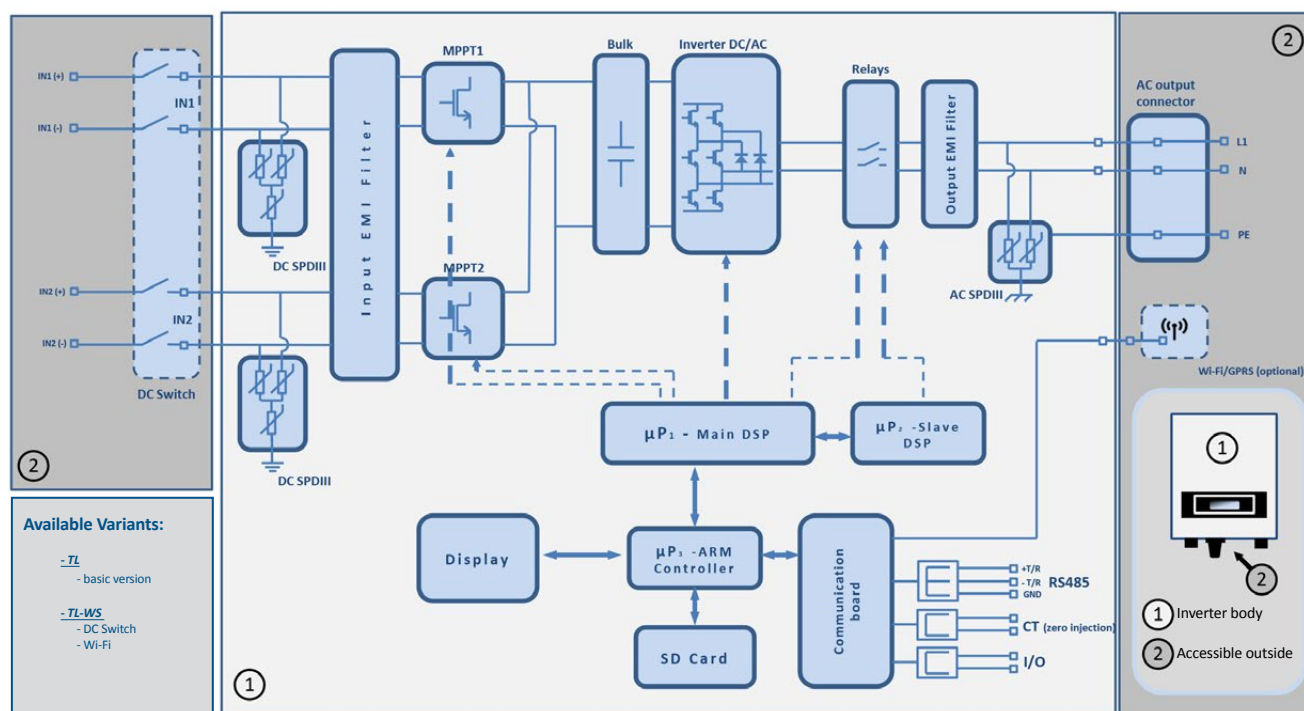 2
IN1 (+)
IN1 (-)
IN1
IN2 (+)
IN2 (-)
IN2
DC Switch
2
Available Variants:
- TL
- basic version
- TL-WS
- DC Switch
- Wi-Fi
DC SPDIII
DC SPDIII
Input EMI Filter
MPPT1
MPPT2
Bulk
Inverter DC/AC
Relays
Output EMI Filter
AC SPDIII
μP1 - Main DSP
μP2 -Slave
DSP
Display
μP3 -ARM
Controller
SD Card
Communication
board
+T/R
- T/R
GND
RS485
CT (zero injection)
I/O
1
AC output
connector
L1
N
PE
Wi-Fi/GPRS (optional)
1
2
1 Inverter body
2 Accessible outside